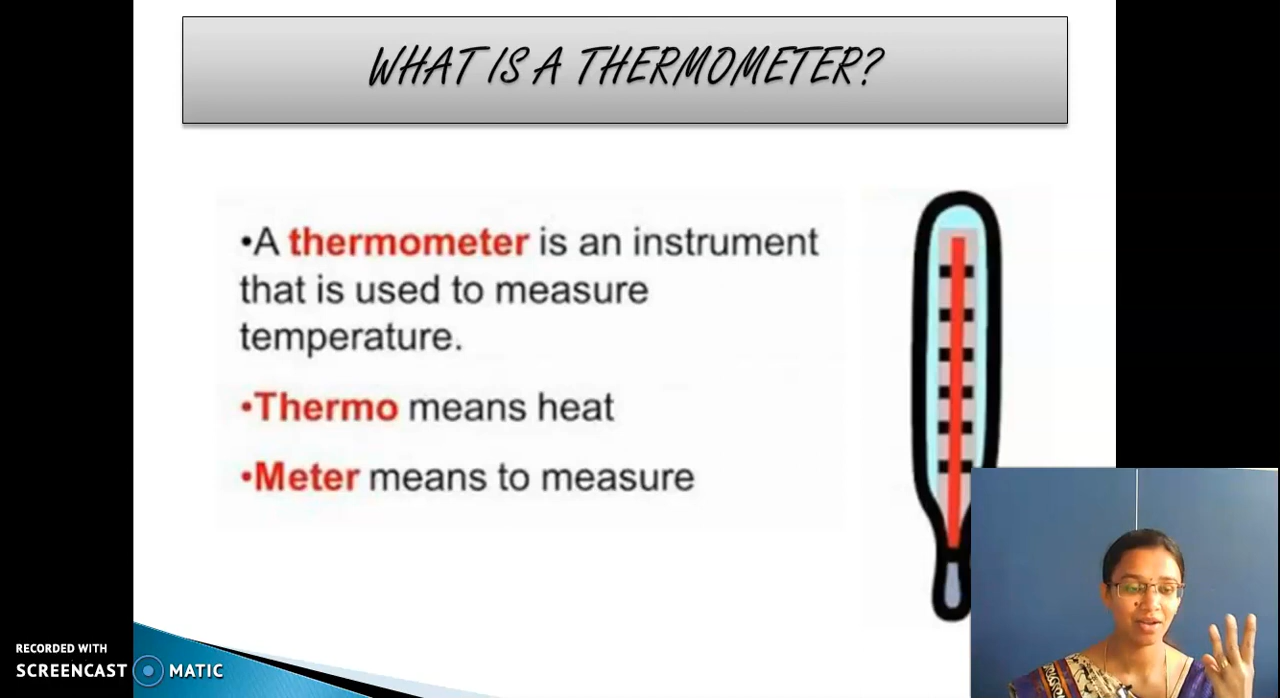 WHAT IS A THERMOMETER?
•A thermometer is an instrument
that is used to measure
temperature.
•Thermo means heat
•Meter means to measure
RECORDED WITH
SCREENCAST MATIC